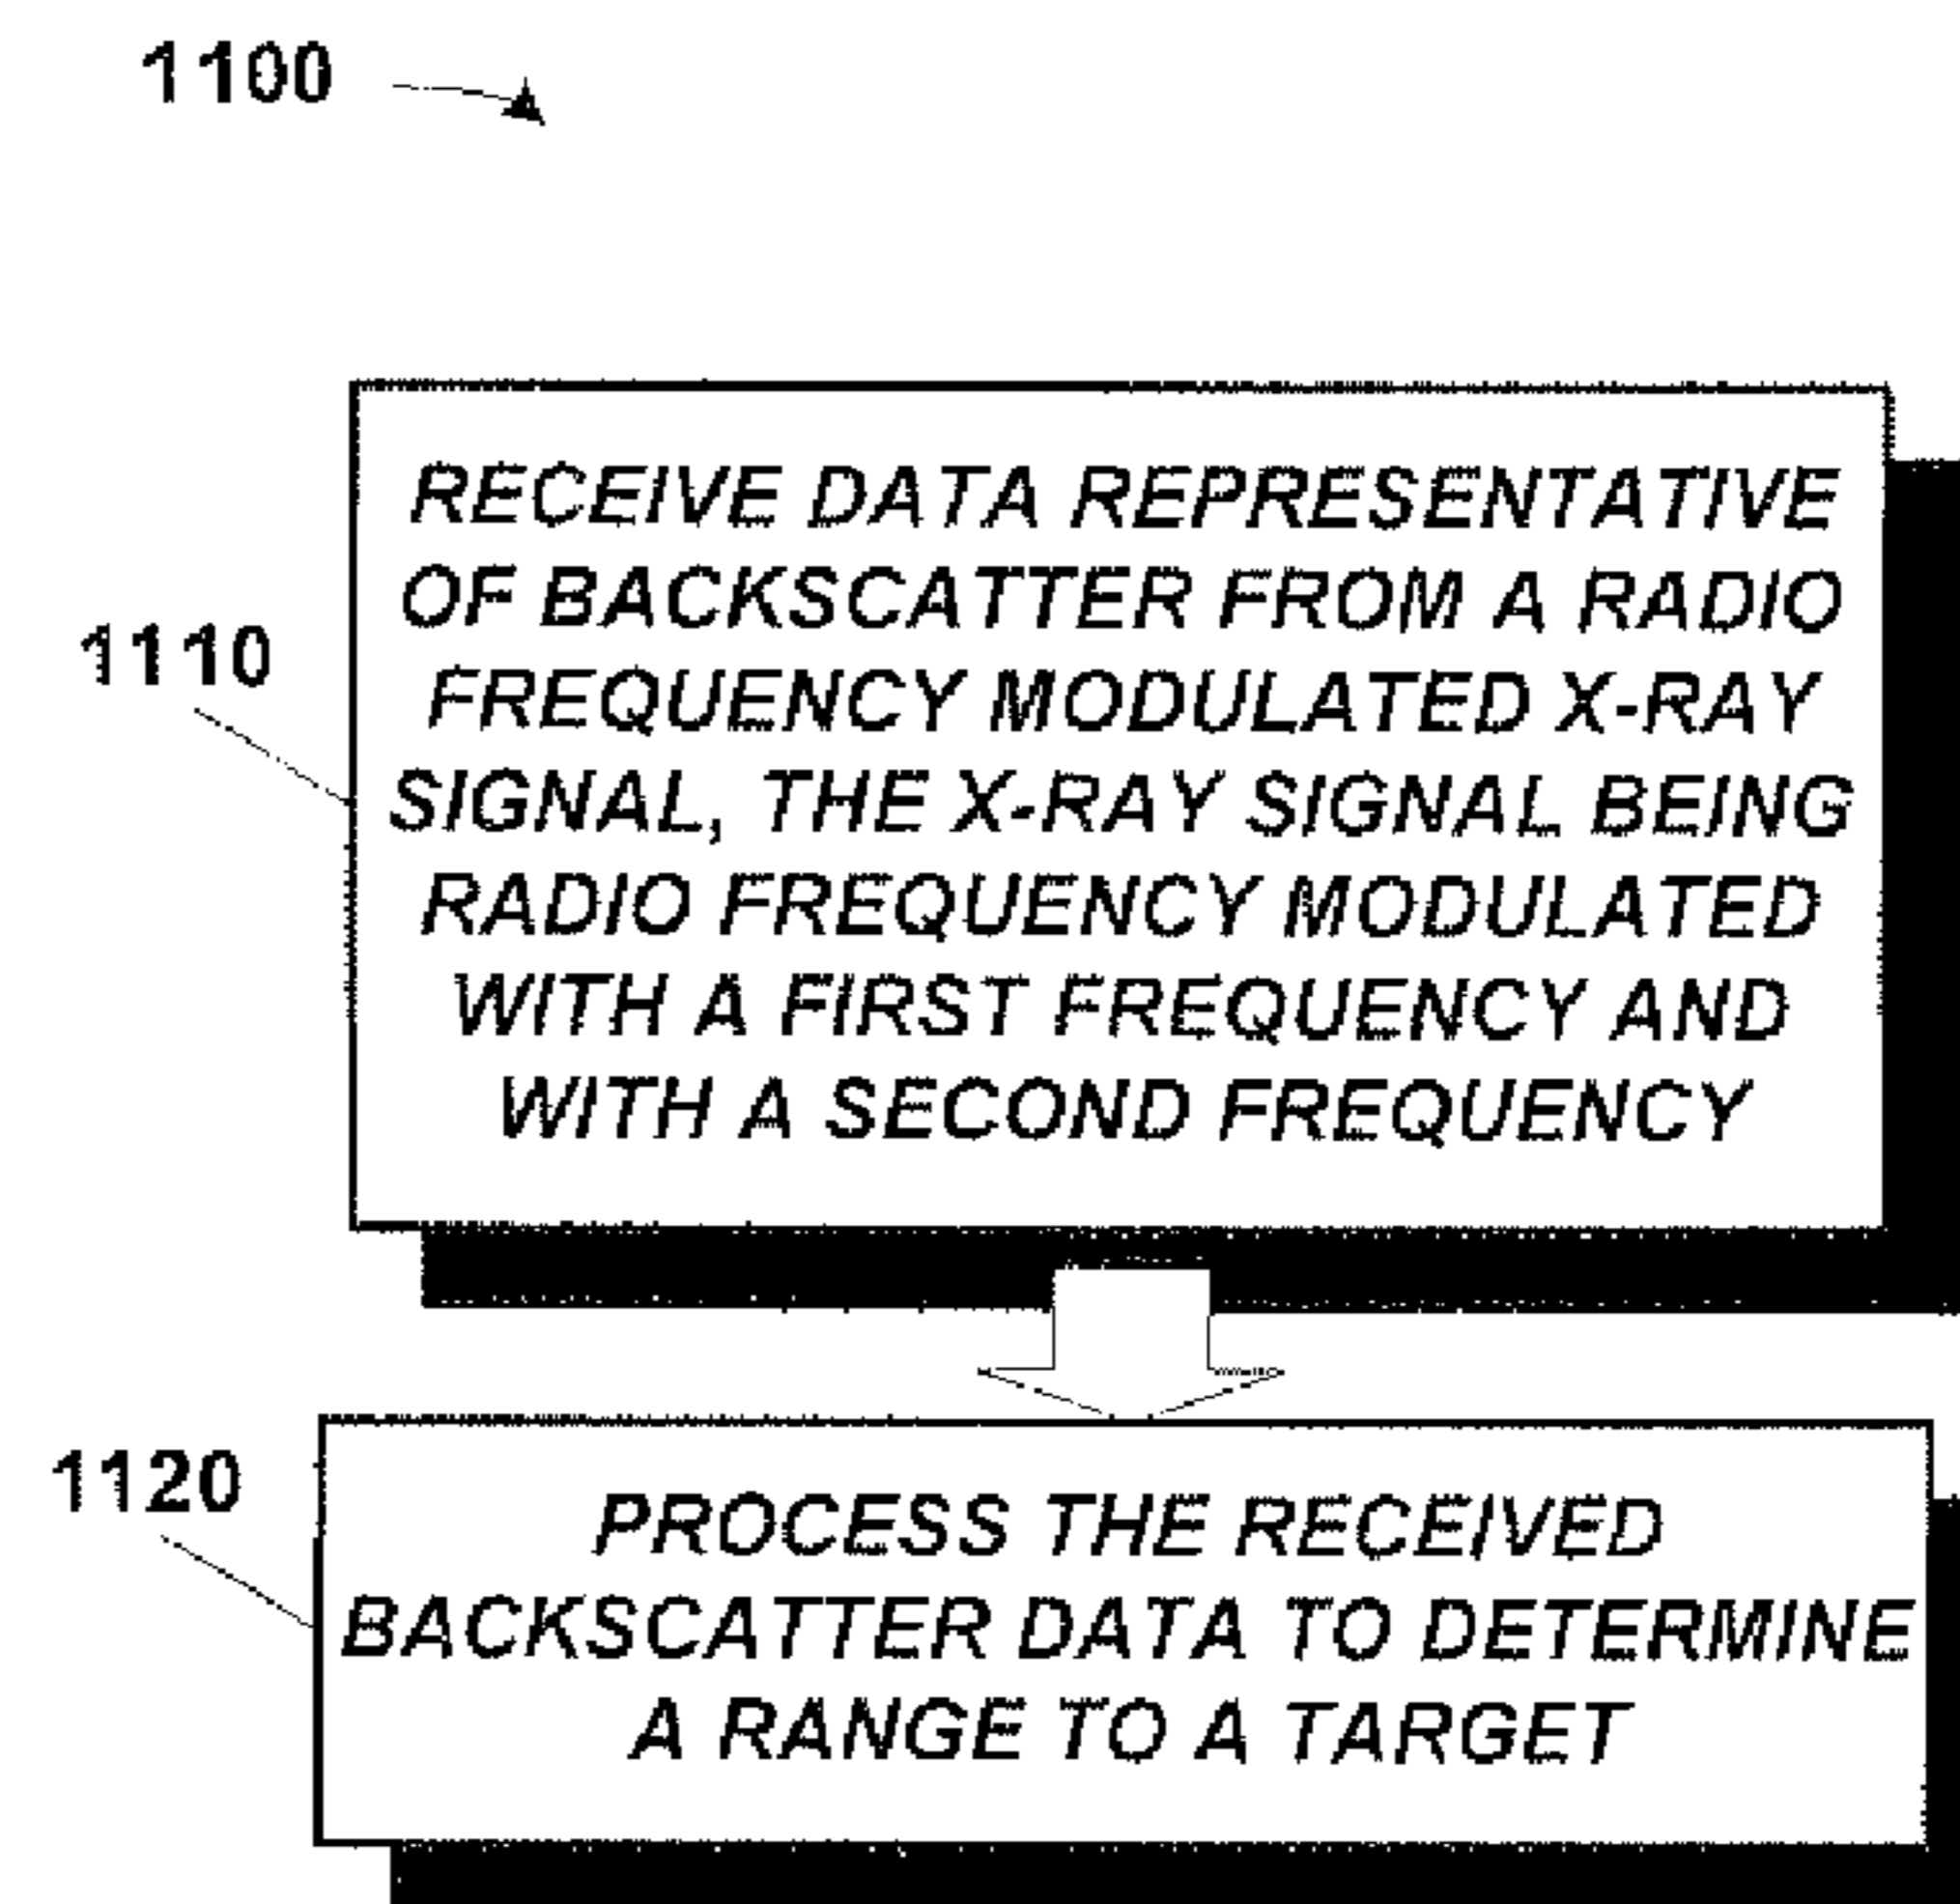 1100
1110
RECEIVE DATA REPRESENTATIVE
OF BACKSCATTER FROM A RADIO
FREQUENCY MODULATED X-RAY
SIGNAL, THE X-RAY SIGNAL BEING
RADIO FREQUENCY MODULATED
WITH A FIRST FREQUENCY AND
WITH A SECOND FREQUENCY
1120
PROCESS THE RECEIVED
BACKSCATTER DATA TO DETERMINE
A RANGE TO A TARGET